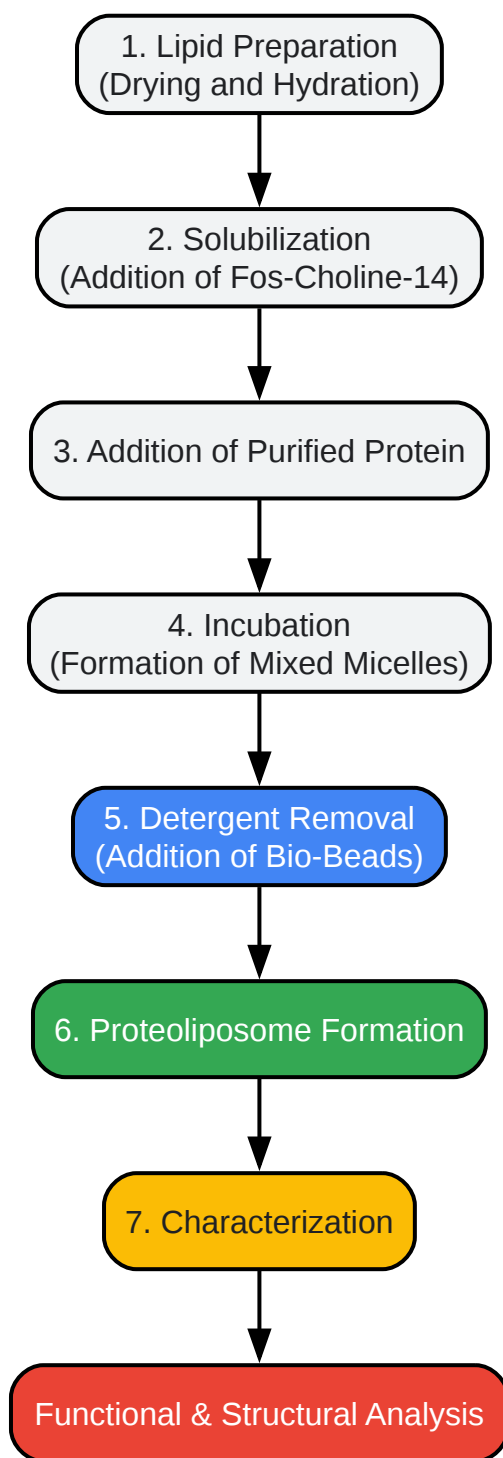 1. Lipid Preparation
(Drying and Hydration)
2. Solubilization
(Addition of Fos-Choline-14)
3. Addition of Purified Protein
4. Incubation
(Formation of Mixed Micelles)
5. Detergent Removal
(Addition of Bio-Beads)
6. Proteoliposome Formation
7. Characterization
Functional & Structural Analysis